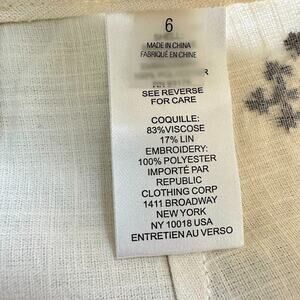 6
MADE IN CHINA
FABRIQUÉ EN CHINE
SEE REVERSE
FOR CARE
COQUILLE:
83%VISCOSE
17% LIN
EMBROIDERY:
100% POLYESTER
IMPORTÉ PAR
REPUBLIC
CLOTHING CORP
1411 BROADWAY
NEW YORK
NY 10018 USA
ENTRETIEN AU VERSO